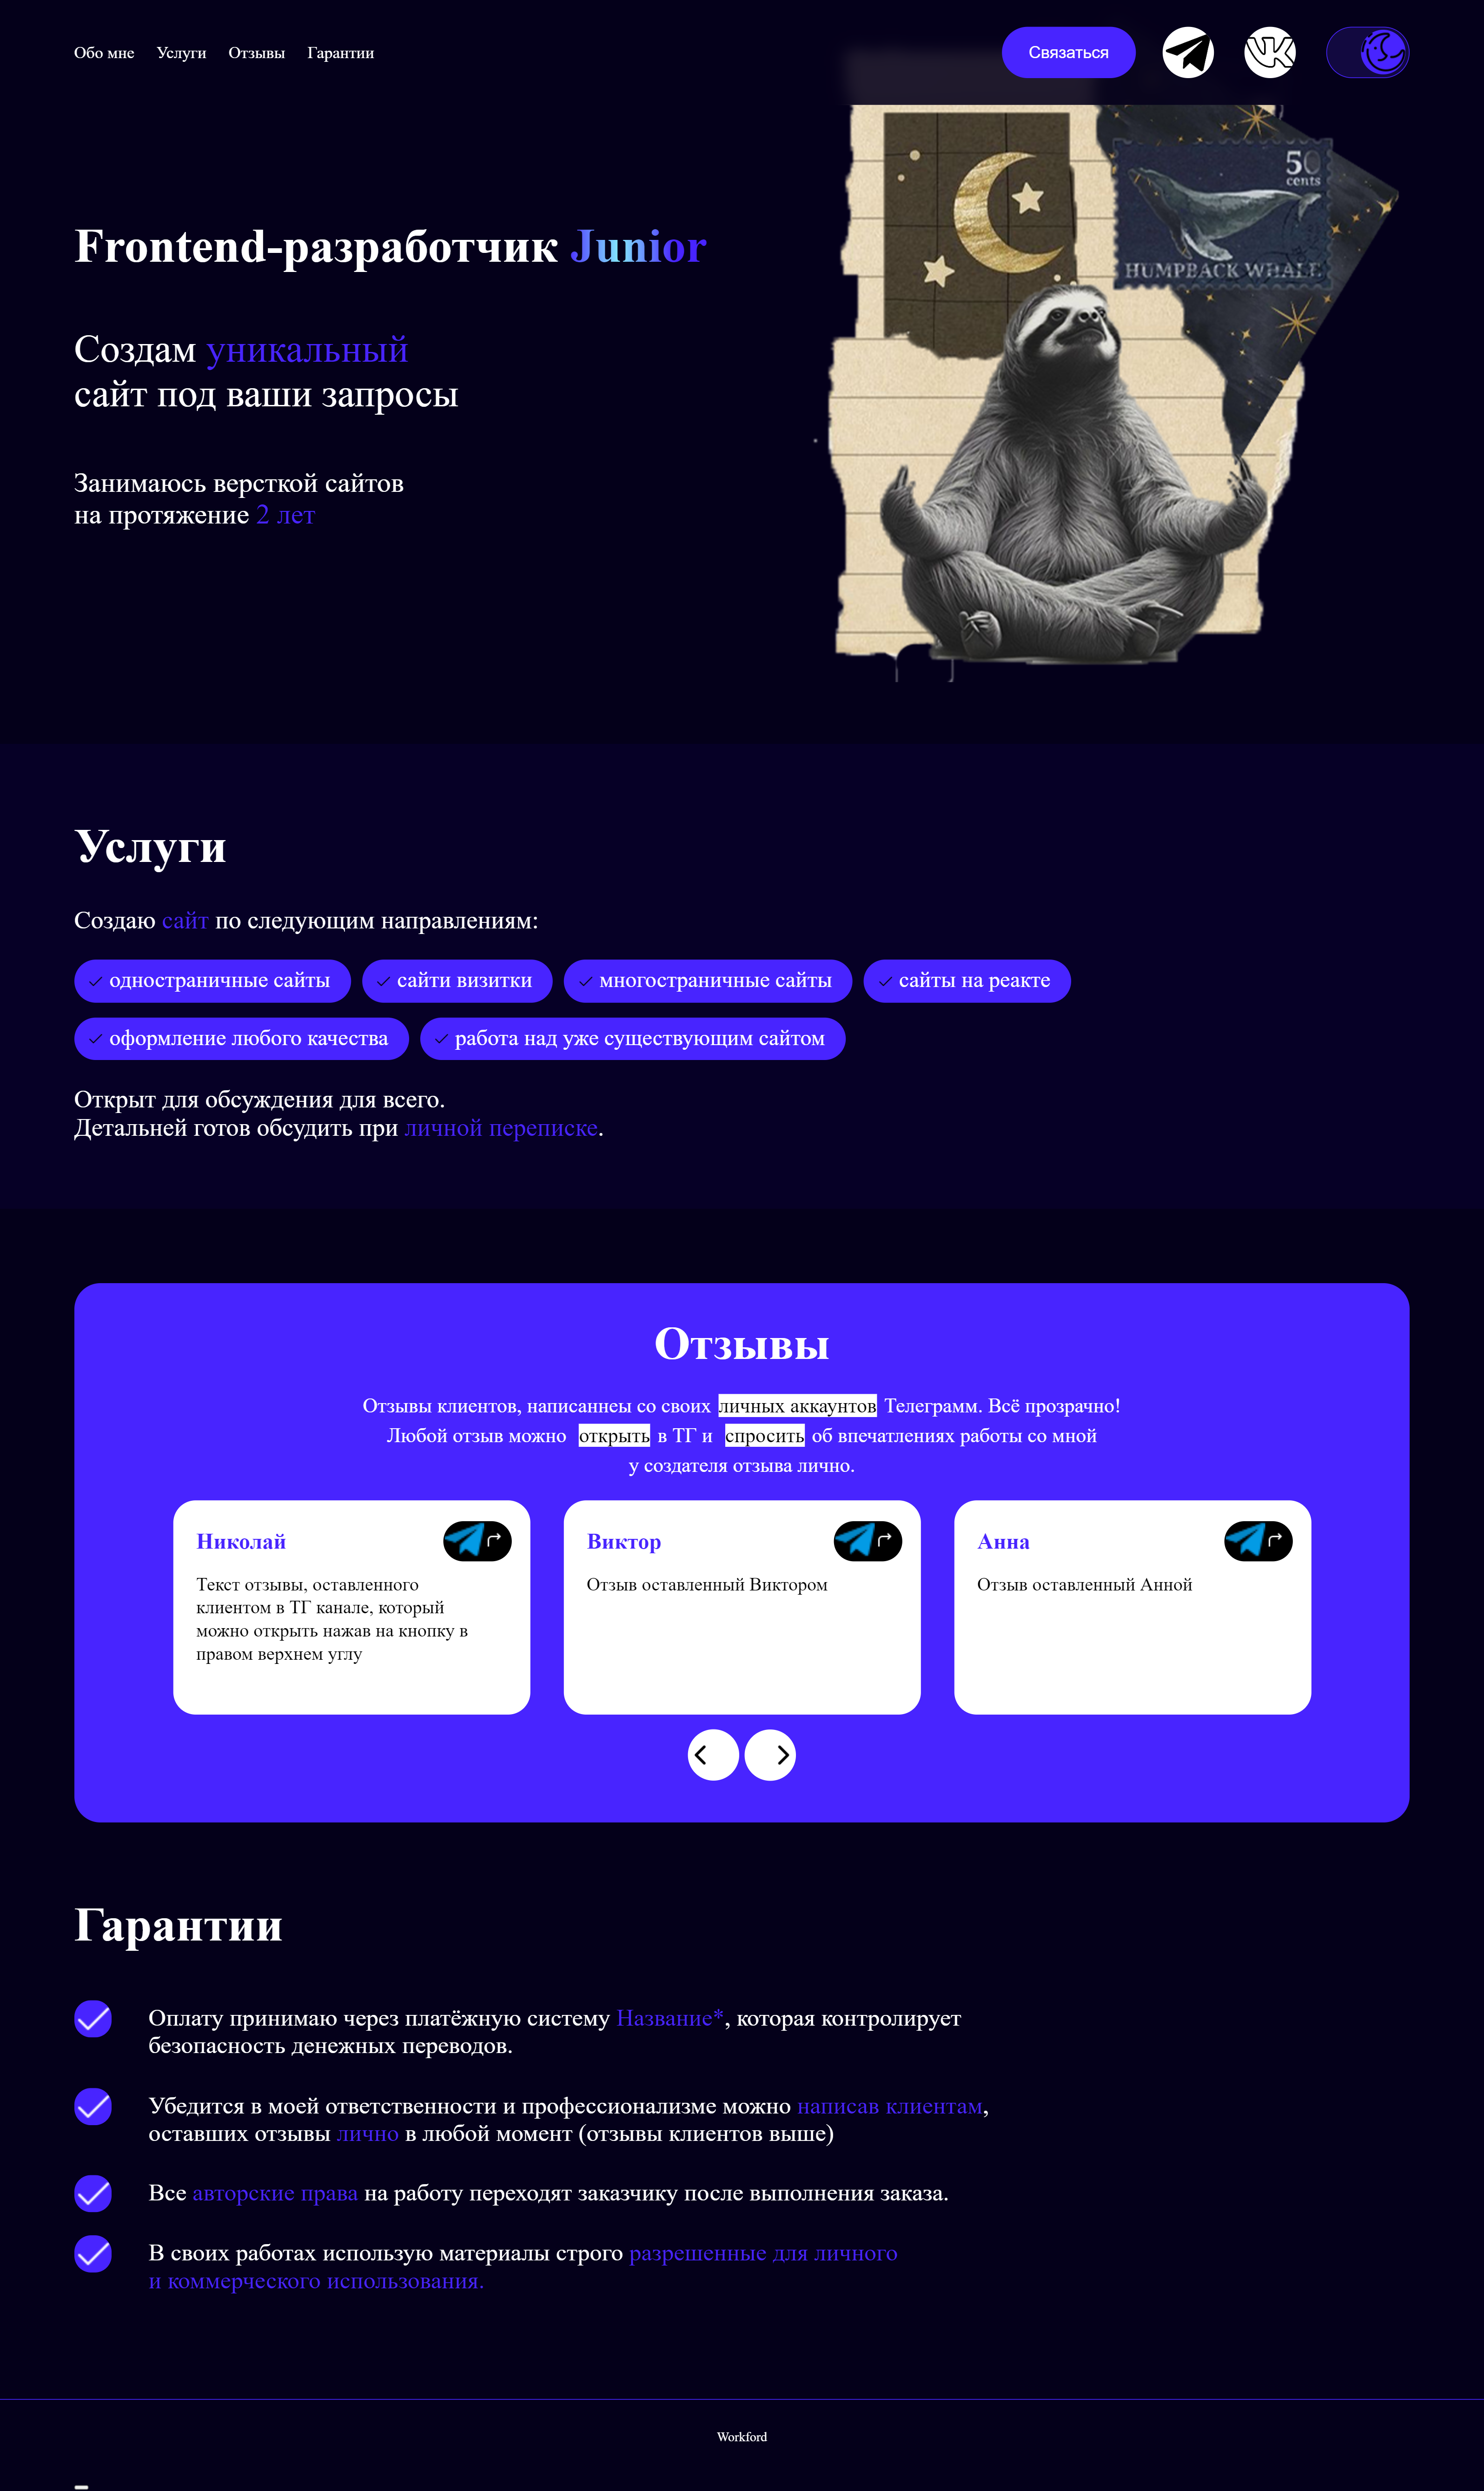 Обо мне Услуги Отзывы Гарантии Связаться
50
cents
HUMPBACK WHALE
Frontend-разработчик Junior
Создам уникальный
сайт под ваши запросы
Занимаюсь версткой сайтов
на протяжение 2 лет
Услуги
Создаю сайт по следующим направлениям:
одностраничные сайты сайти визитки многостраничные сайты сайты на реакте
оформление любого качества работа над уже существующим сайтом
Открыт для обсуждения для всего.
Детальней готов обсудить при личной переписке.
Отзывы
Отзывы клиентов, написаннеы со своих личных аккаунтов Телеграмм. Всё прозрачно!
Любой отзыв можно открыть в ТГ и спросить об впечатлениях работы со мной
у создателя отзыва лично.
Николай
Текст отзывы, оставленного
клиентом в ТГ канале, который
можно открыть нажав на кнопку в
правом верхнем углу
Виктор
Отзыв оставленный Виктором
Анна
Отзыв оставленный Анной
Гарантии
Оплату принимаю через платёжную систему Название*, которая контролирует
безопасность денежных переводов.
Убедится в моей ответственности и профессионализме можно написав клиентам,
оставших отзывы лично в любой момент (отзывы клиентов выше)
Все авторские права на работу переходят заказчику после выполнения заказа.
В своих работах использую материалы строго разрешенные для личного
и коммерческого использования.
Workford